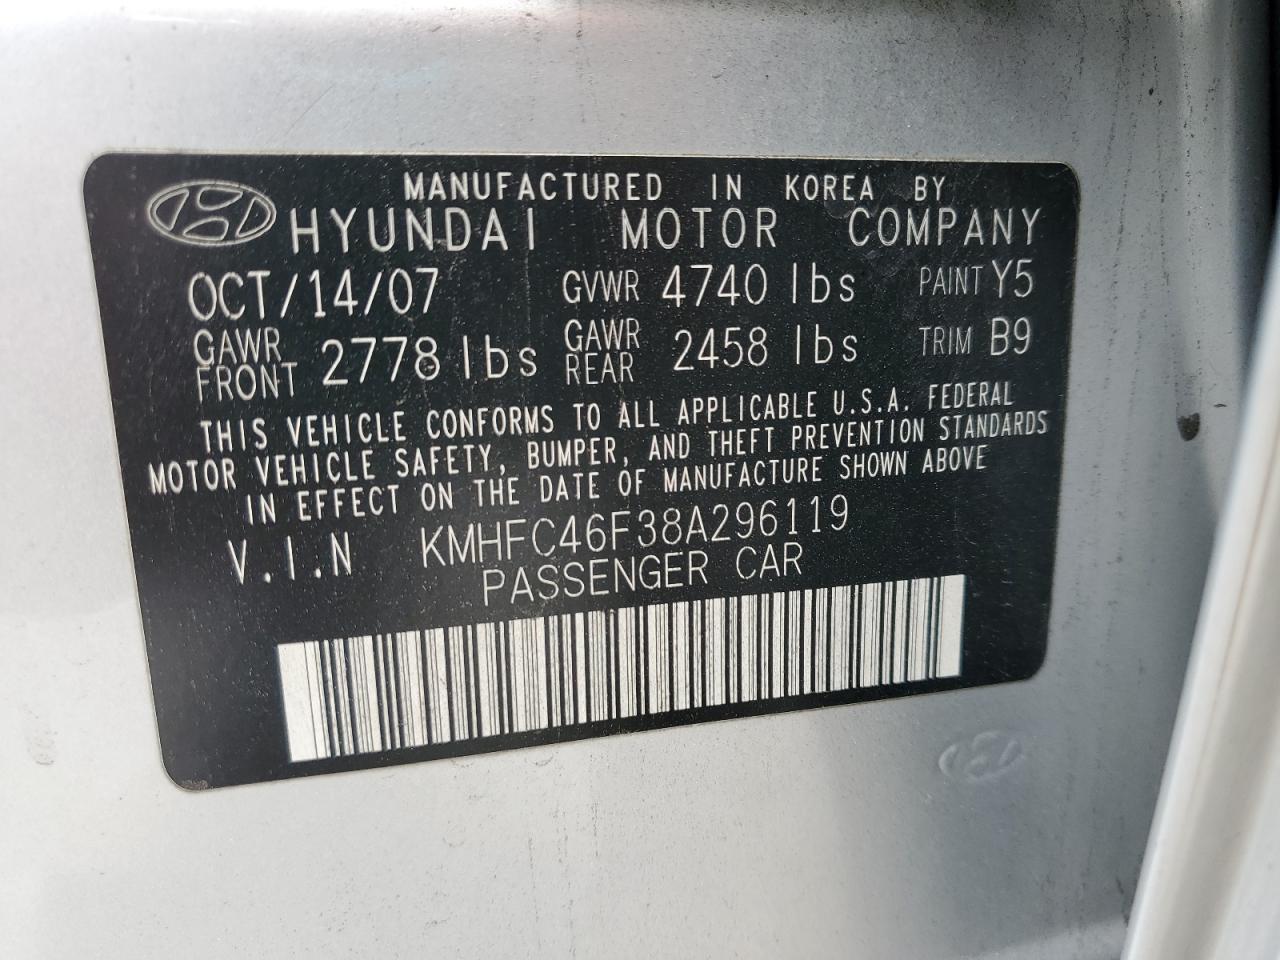 MANUFACTURED IN KOREA BY
HYUNDAI MOTOR COMPANY
OCT/14/07 GVWR 4740 lbs PAINT Y5
GAWR FRONT 2778 lbs GAWR REAR 2458 lbs TRIM B9
THIS VEHICLE CONFORMS TO ALL APPLICABLE U.S.A. FEDERAL
MOTOR VEHICLE SAFETY, BUMPER, AND THEFT PREVENTION STANDARDS
IN EFFECT ON THE DATE OF MANUFACTURE SHOWN ABOVE
V.I.N KMHFC46F38A296119
PASSENGER CAR